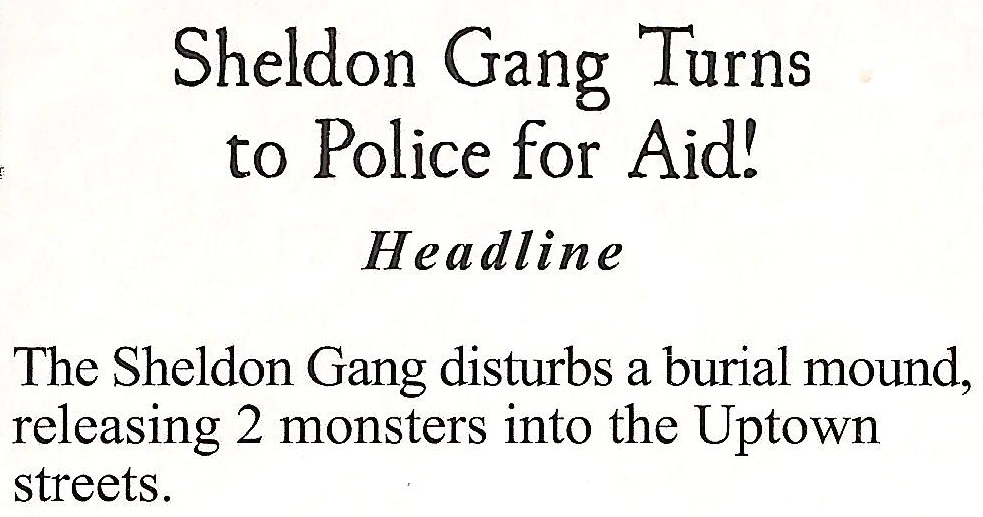 Sheldon Gang Turns
to Police for Aid!
Headline
The Sheldon Gang disturbs a burial mound,
releasing 2 monsters into the Uptown
streets.